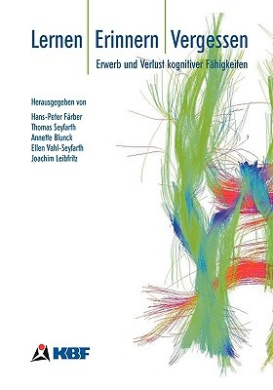 Lernen Erinnern Vergessen
Erwerb und Verlust kognitiver Fähigkeiten
Herausgegeben von
Hans-Peter Färber
Thomas Seyfarth
Annette Blunck
Ellen Vahl-Seyfarth
Joachim Leibfritz
KBF